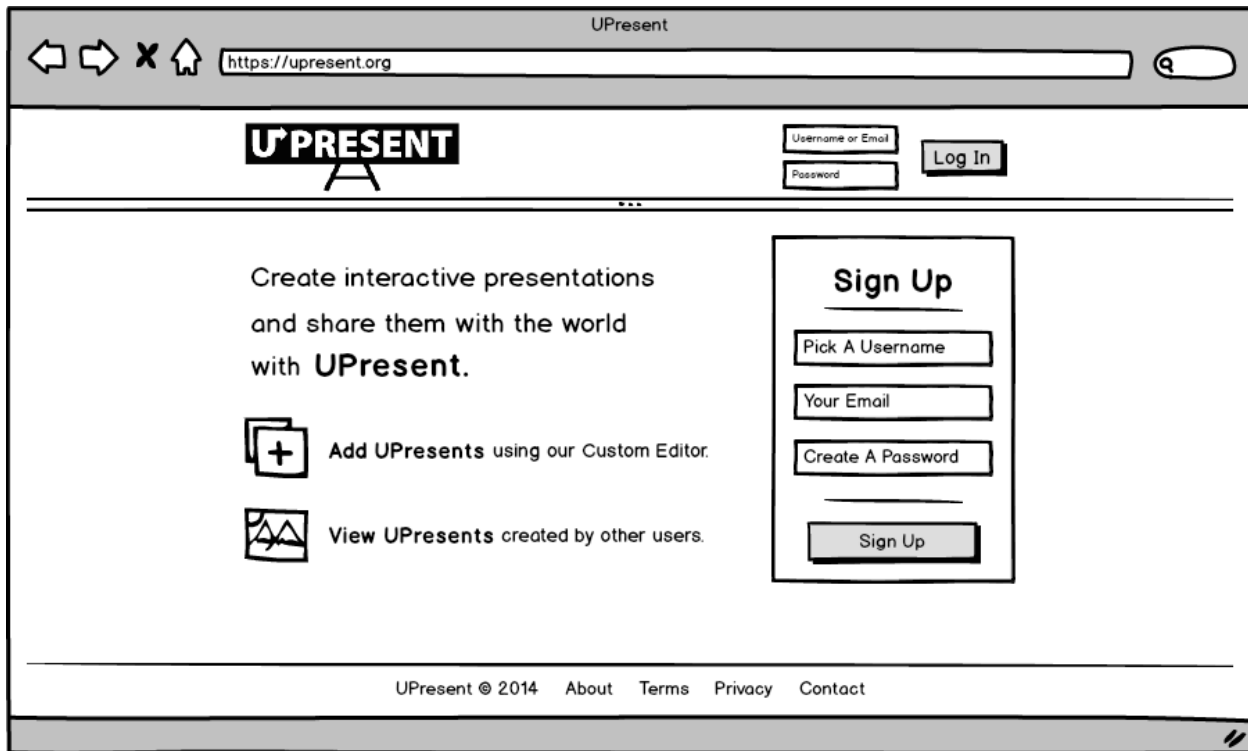 UPresent
https://upresent.org
UPRESENT
Username or Email
Password
Log In
Create interactive presentations
and share them with the world
with UPresent.
Add UPresents using our Custom Editor.
View UPresents created by other users.
Sign Up
Pick A Username
Your Email
Create A Password
Sign Up
UPresent © 2014 About Terms Privacy Contact